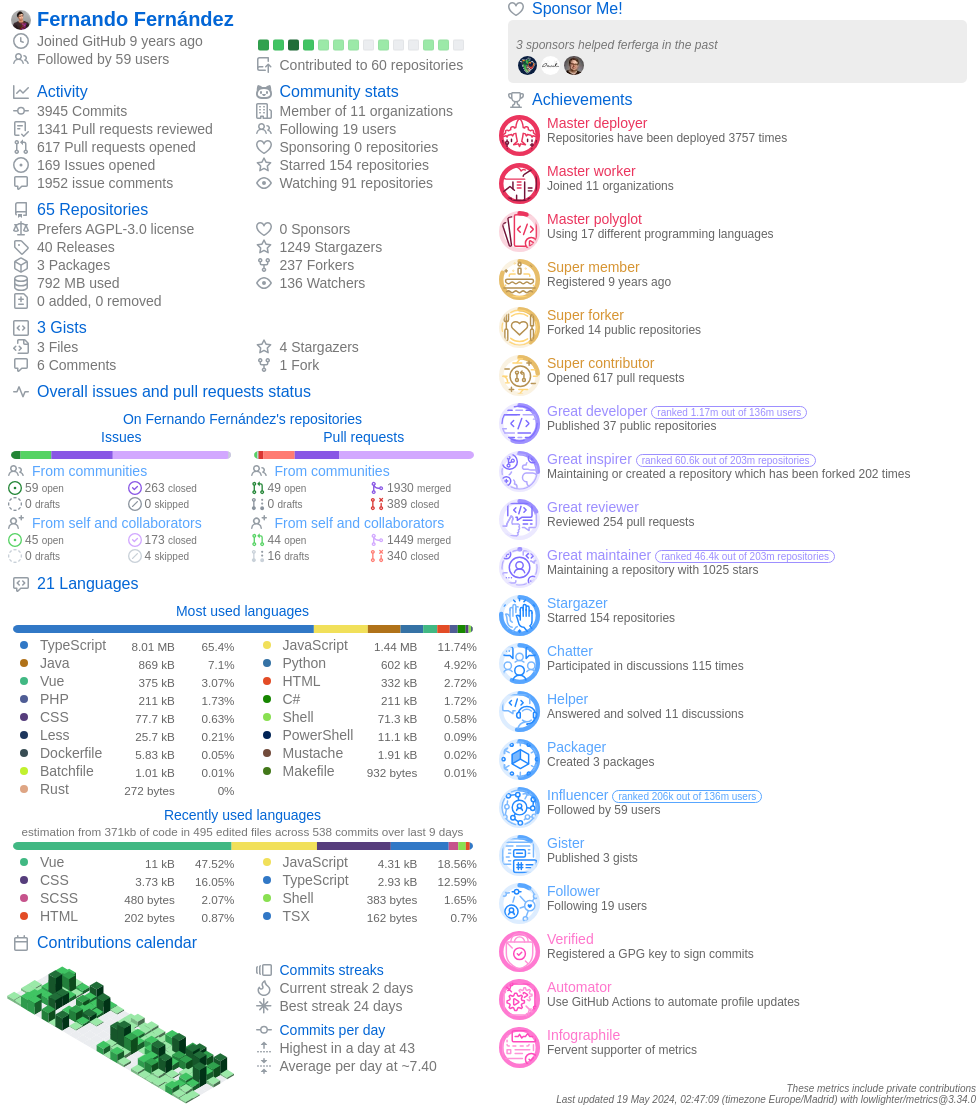 Fernando Fernández
Joined GitHub 9 years ago
Followed by 59 users
Contributed to 60 repositories
Activity
3945 Commits
1341 Pull requests reviewed
617 Pull requests opened
169 Issues opened
1952 issue comments
Community stats
Member of 11 organizations
Following 19 users
Sponsoring 0 repositories
Starred 154 repositories
Watching 91 repositories
65 Repositories
Prefers AGPL-3.0 license
40 Releases
3 Packages
792 MB used
0 added, 0 removed
0 Sponsors
1249 Stargazers
237 Forkers
136 Watchers
3 Gists
3 Files
6 Comments
4 Stargazers
1 Fork
Overall issues and pull requests status
On Fernando Fernández's repositories
Issues
From communities
59 open
263 closed
0 drafts
0 skipped
From self and collaborators
45 open
173 closed
0 drafts
4 skipped
Pull requests
From communities
49 open
1930 merged
0 drafts
389 closed
From self and collaborators
44 open
1449 merged
16 drafts
340 closed
21 Languages
Most used languages
TypeScript 8.01 MB 65.4%
Java 869 kB 7.1%
Vue 375 kB 3.07%
PHP 211 kB 1.73%
CSS 77.7 kB 0.63%
Less 25.7 kB 0.21%
Dockerfile 5.83 kB 0.05%
Batchfile 1.01 kB 0.01%
Rust 272 bytes 0%
JavaScript 1.44 MB 11.74%
Python 602 kB 4.92%
HTML 332 kB 2.72%
C# 211 kB 1.72%
Shell 71.3 kB 0.58%
PowerShell 11.1 kB 0.09%
Mustache 1.91 kB 0.02%
Makefile 932 bytes 0.01%
Recently used languages
estimation from 371kb of code in 495 edited files across 538 commits over last 9 days
Vue 11 kB 47.52%
CSS 3.73 kB 16.05%
SCSS 480 bytes 2.07%
HTML 202 bytes 0.87%
JavaScript 4.31 kB 18.56%
TypeScript 2.93 kB 12.59%
Shell 383 bytes 1.65%
TSX 162 bytes 0.7%
Contributions calendar
Commits streaks
Current streak 2 days
Best streak 24 days
Commits per day
Highest in a day at 43
Average per day at ~7.40
Sponsor Me!
3 sponsors helped ferferga in the past
Achievements
Master deployer
Repositories have been deployed 3757 times
Master worker
Joined 11 organizations
Master polyglot
Using 17 different programming languages
Super member
Registered 9 years ago
Super forker
Forked 14 public repositories
Super contributor
Opened 617 pull requests
Great developer ranked 1.17m out of 136m users
Published 37 public repositories
Great inspirer ranked 60.6k out of 203m repositories
Maintaining or created a repository which has been forked 202 times
Great reviewer
Reviewed 254 pull requests
Great maintainer ranked 46.4k out of 203m repositories
Maintaining a repository with 1025 stars
Stargazer
Starred 154 repositories
Chatter
Participated in discussions 115 times
Helper
Answered and solved 11 discussions
Packager
Created 3 packages
Influencer ranked 206k out of 136m users
Followed by 59 users
Gister
Published 3 gists
Follower
Following 19 users
Verified
Registered a GPG key to sign commits
Automator
Use GitHub Actions to automate profile updates
Infographile
Fervent supporter of metrics
These metrics include private contributions
Last updated 19 May 2024, 02:47:09 (timezone Europe/Madrid) with lowlighter/metrics@3.34.0